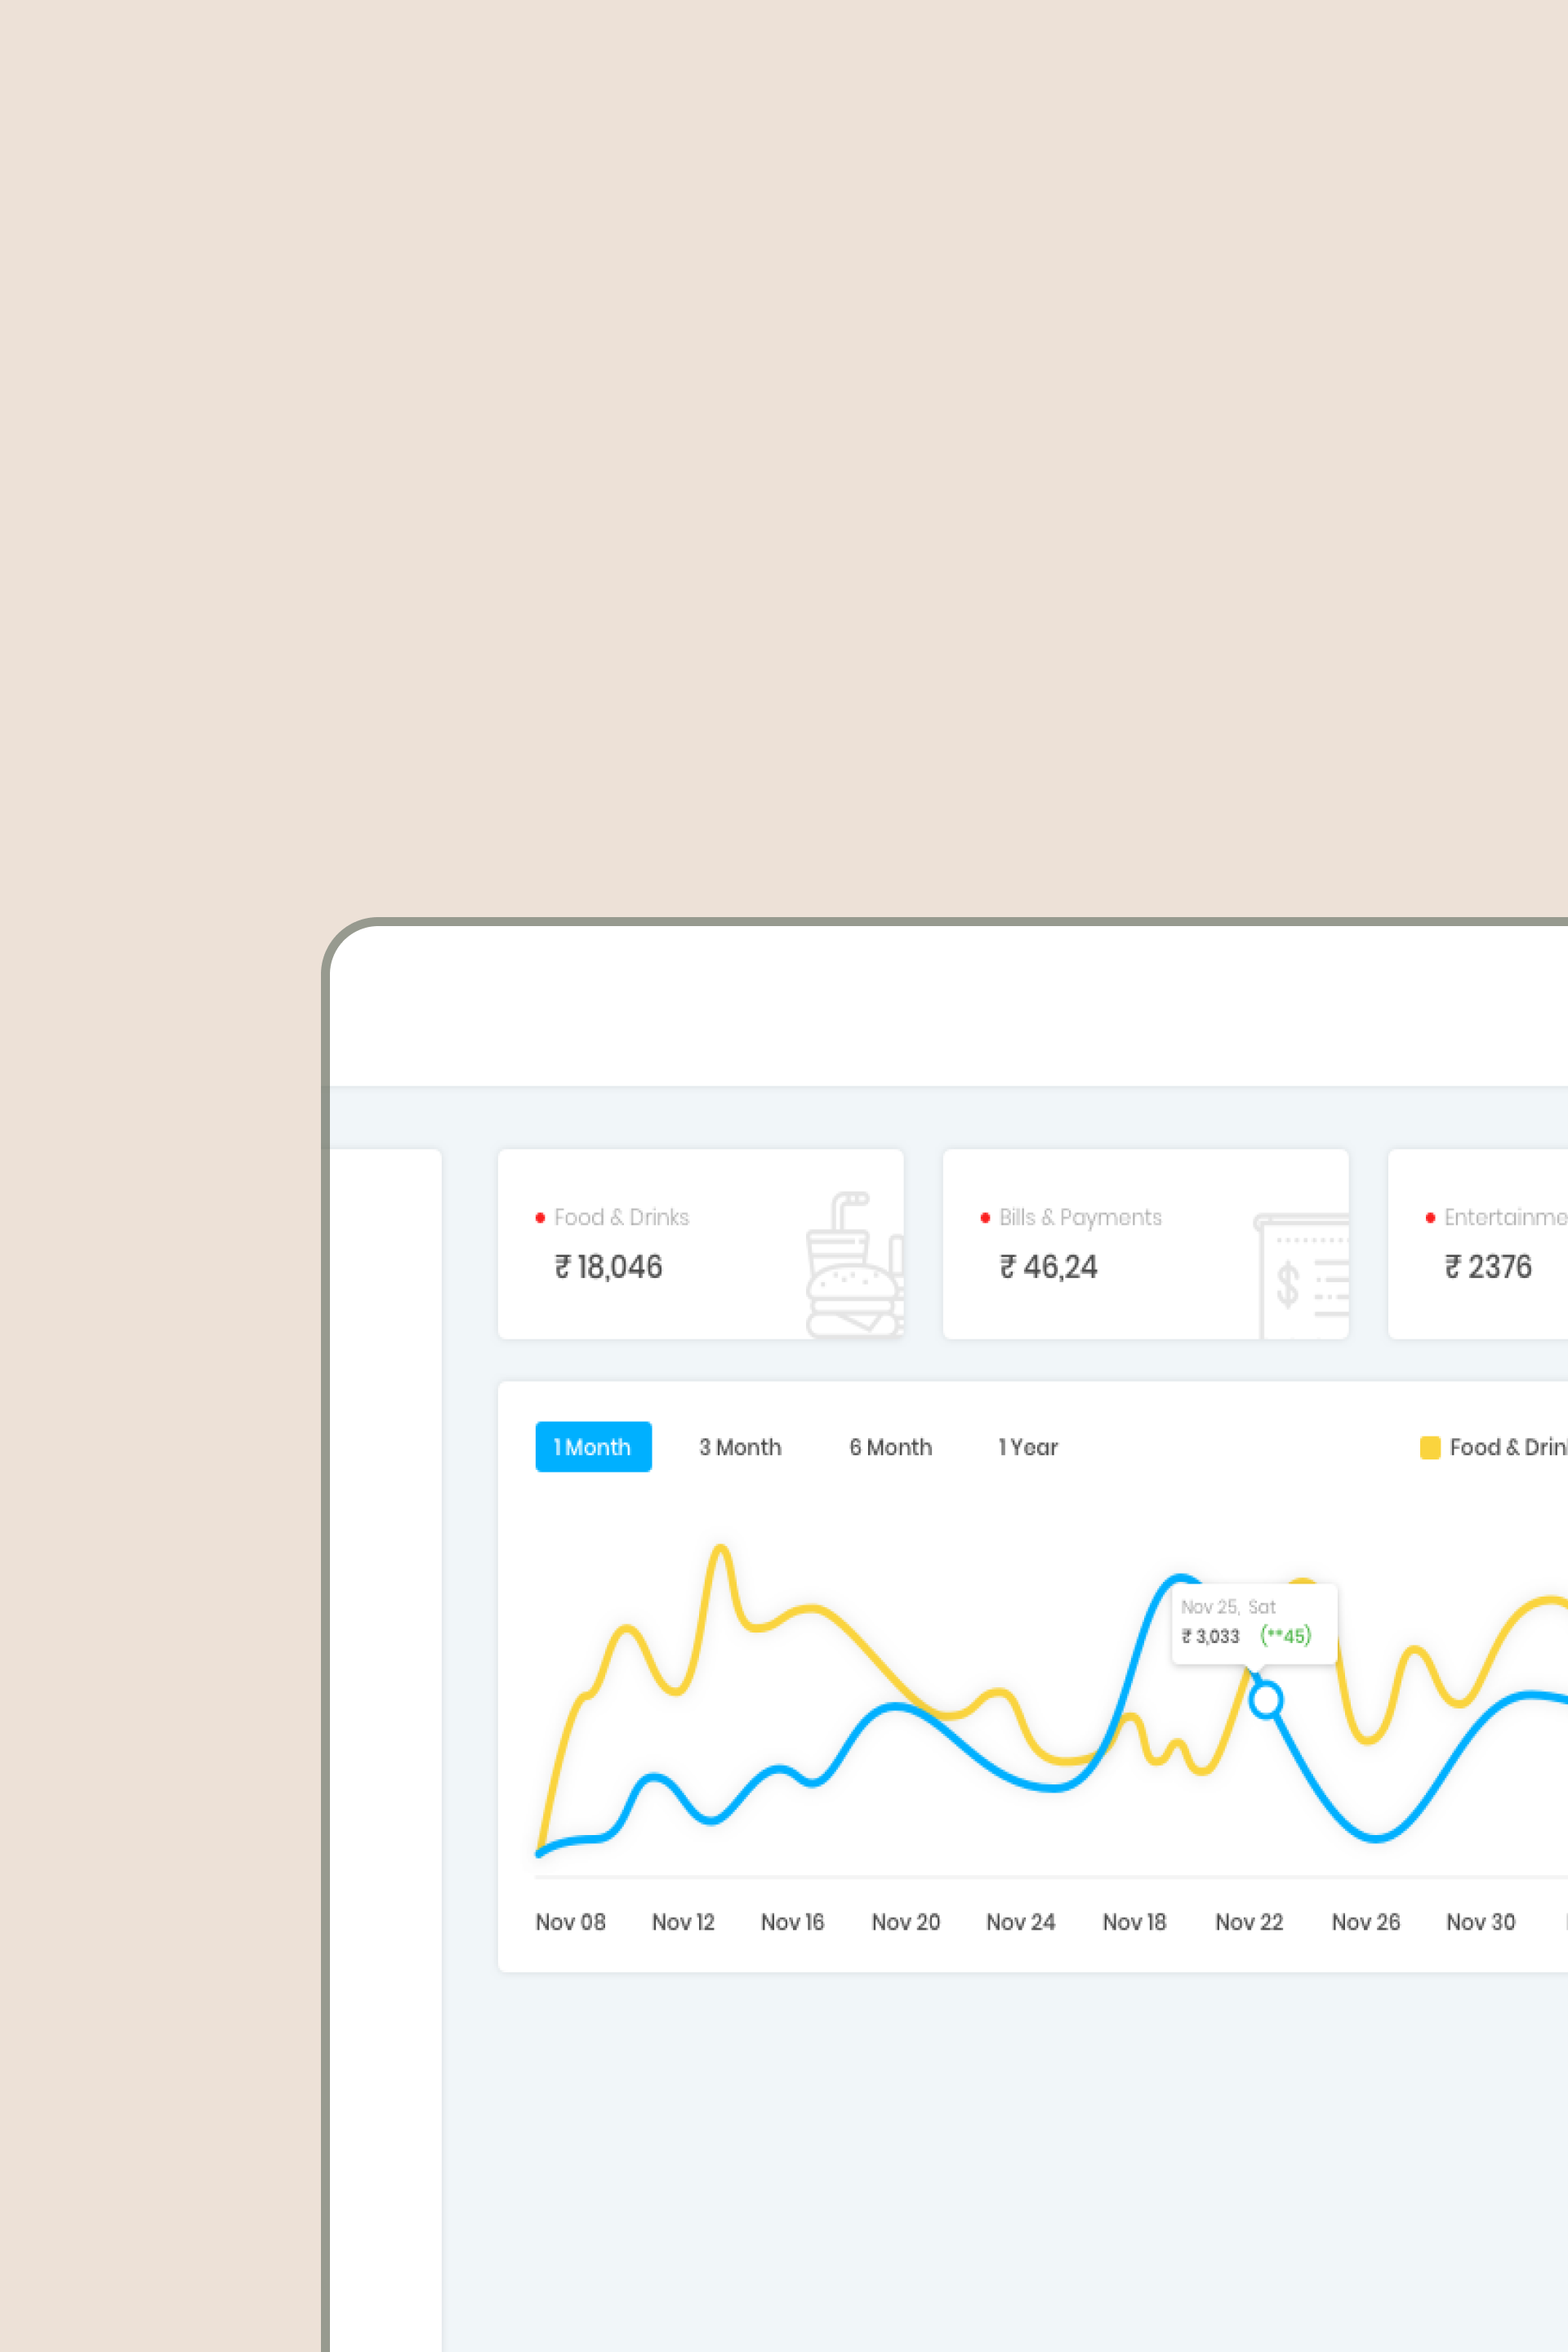 Food & Drinks
₹ 18,046
Bills & Payments
₹ 46,24
Entertainme
₹ 2376
1 Month
3 Month
6 Month
1 Year
Food & Drin
Nov 25, Sat
₹ 3,033 (**45)
Nov 08
Nov 12
Nov 16
Nov 20
Nov 24
Nov 18
Nov 22
Nov 26
Nov 30